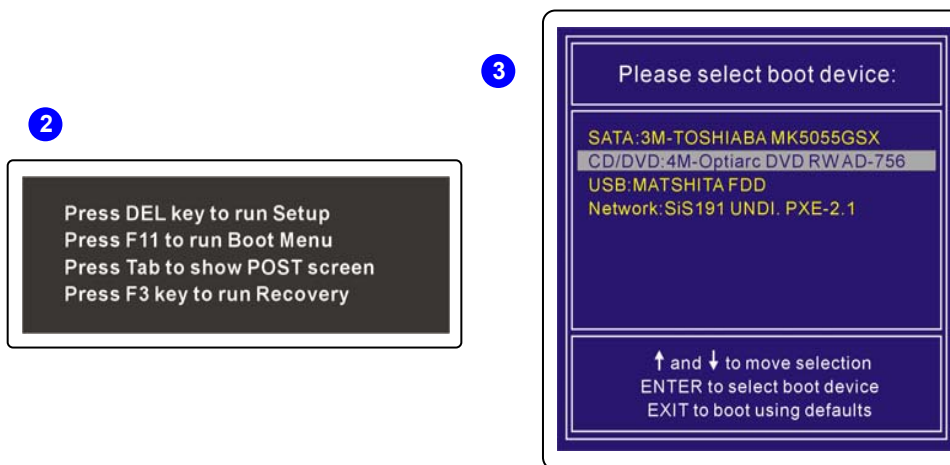 2
Press DEL key to run Setup
Press F11 to run Boot Menu
Press Tab to show POST screen
Press F3 key to run Recovery
3
Please select boot device:
SATA:3M-TOSHIABA MK5055GSX
CD/DVD:4M-Optiarc DVD RWAD-756
USB:MATSHITA FDD
Network:SiS191 UNDI. PXE-2.1
↑ and ↓ to move selection
ENTER to select boot device
EXIT to boot using defaults